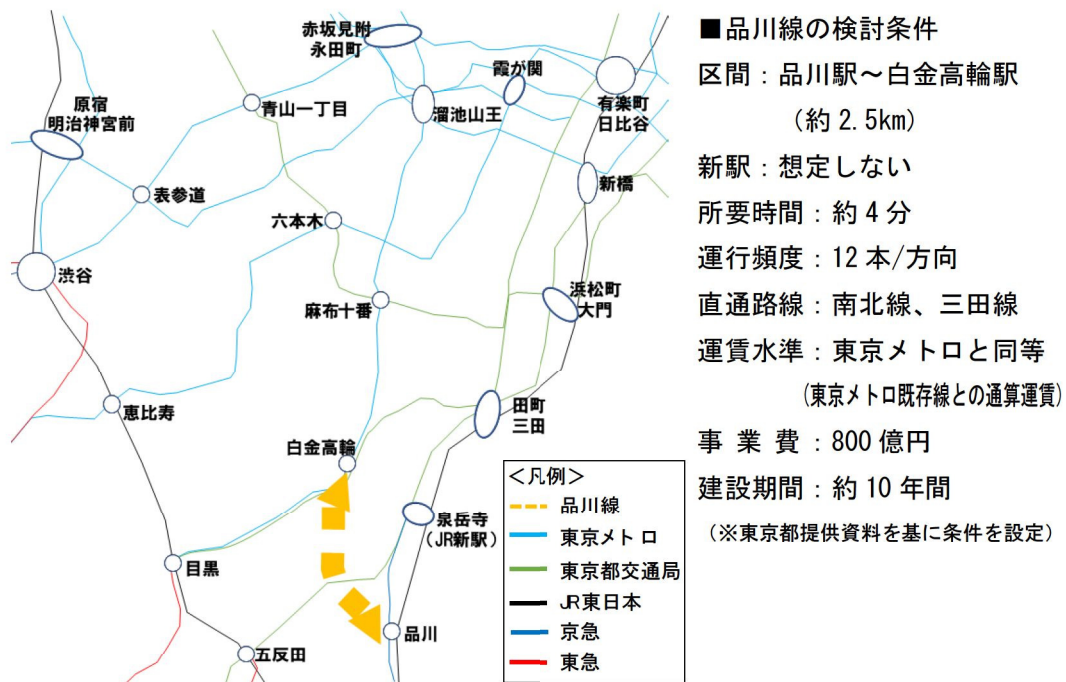 赤坂見附
永田町
霞が関
原宿
明治神宮前
青山一丁目
溜池山王
有楽町
日比谷
表参道
新橋
六本木
渋谷
麻布十番
浜松町
大門
恵比寿
田町
三田
白金高輪
泉岳寺
(JR新駅)
目黒
品川
五反田
＜凡例＞
品川線
東京メトロ
東京都交通局
JR東日本
京急
東急
■品川線の検討条件
区間：品川駅～白金高輪駅
（約2.5km）
新駅：想定しない
所要時間：約4分
運行頻度：12本/方向
直通路線：南北線、三田線
運賃水準：東京メトロと同等
（東京メトロ既存線との通算運賃）
事業費：800億円
建設期間：約10年間
（※東京都提供資料を基に条件を設定）